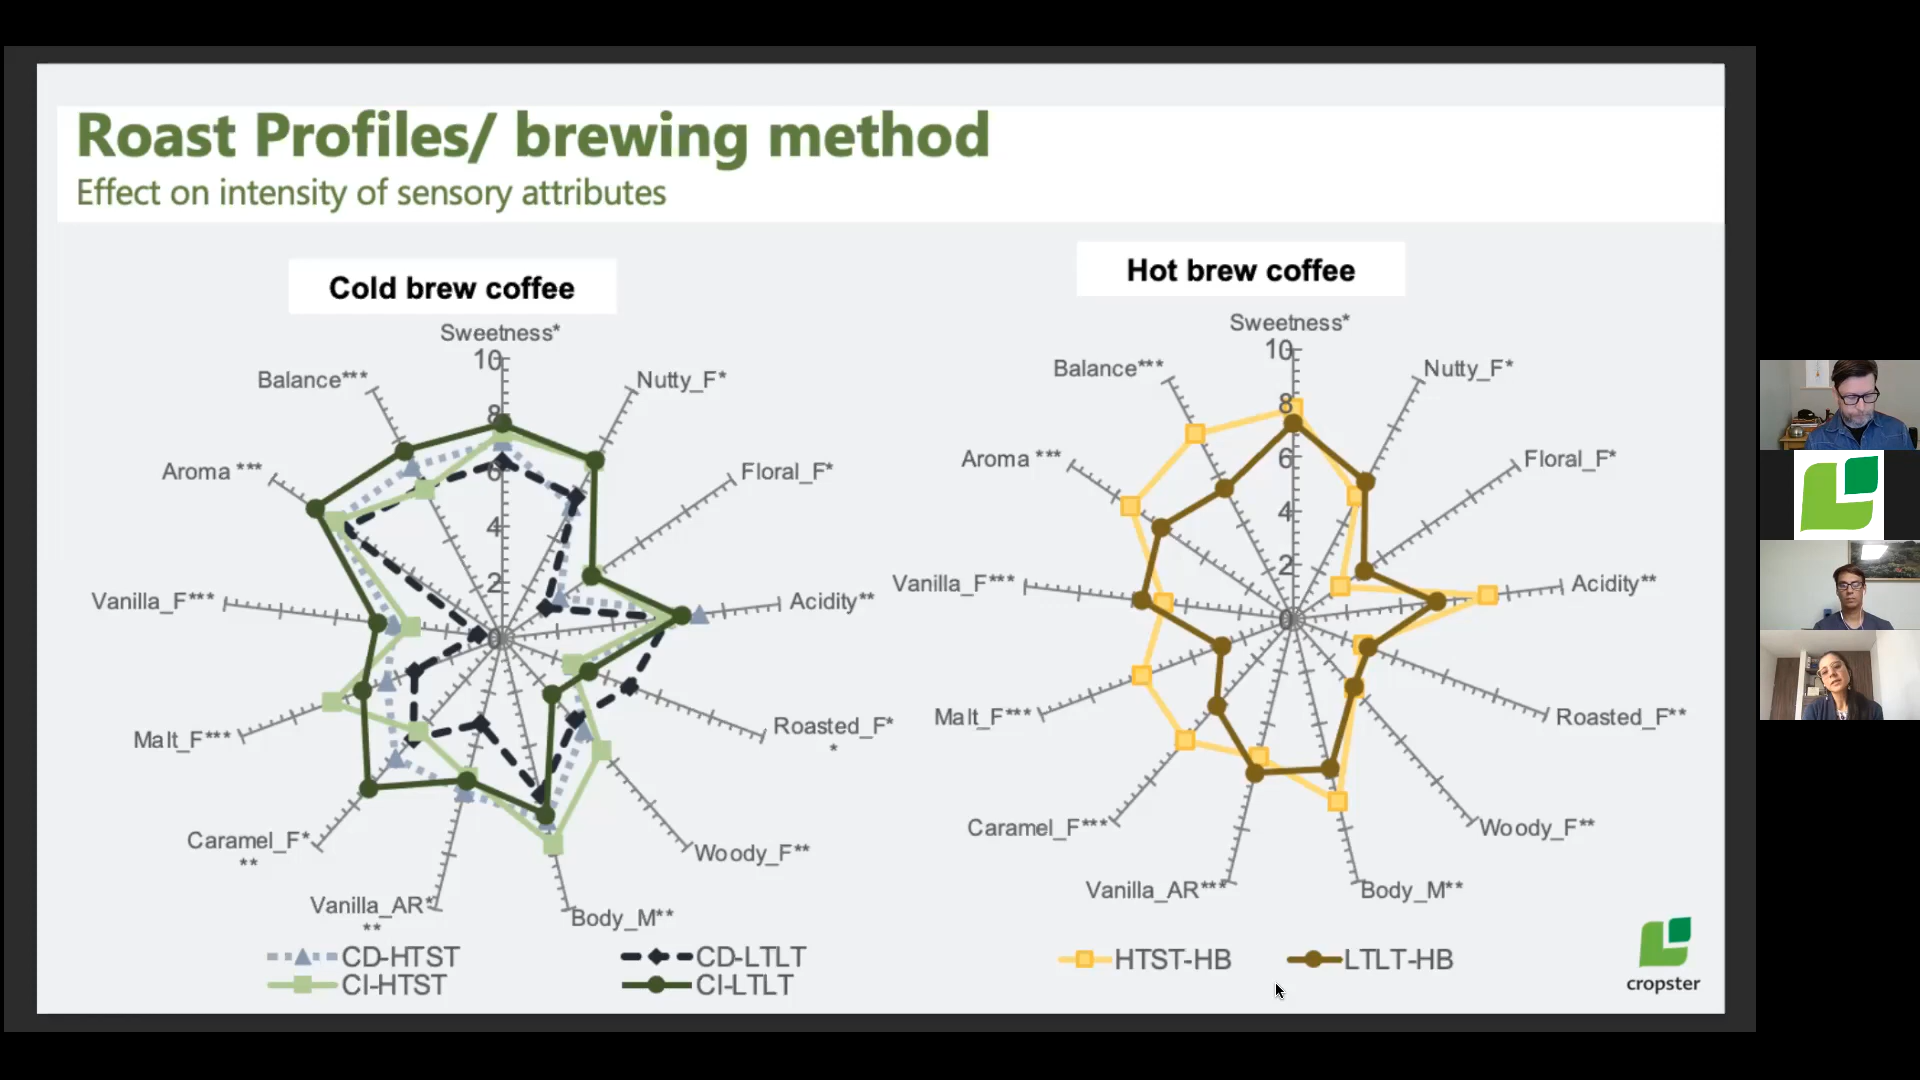 Roast Profiles/ brewing method
Effect on intensity of sensory attributes
Cold brew coffee
Sweetness*
Balance***
Nutty_F*
Aroma ***
Floral_F*
Vanilla_F***
Acidity**
Malt_F***
Roasted_F*
*
Caramel_F*
**
Woody_F**
Vanilla_AR*
**
Body_M**
10
8
6
4
2
0
CD-HTST
CD-LTLT
CI-HTST
CI-LTLT
Hot brew coffee
Sweetness*
Balance***
Nutty_F*
Aroma ***
Floral_F*
Vanilla_F***
Acidity**
Malt_F***
Roasted_F**
Caramel_F***
Woody_F**
Vanilla_AR***
Body_M**
10
8
6
4
2
0
HTST-HB
LTLT-HB
cropster